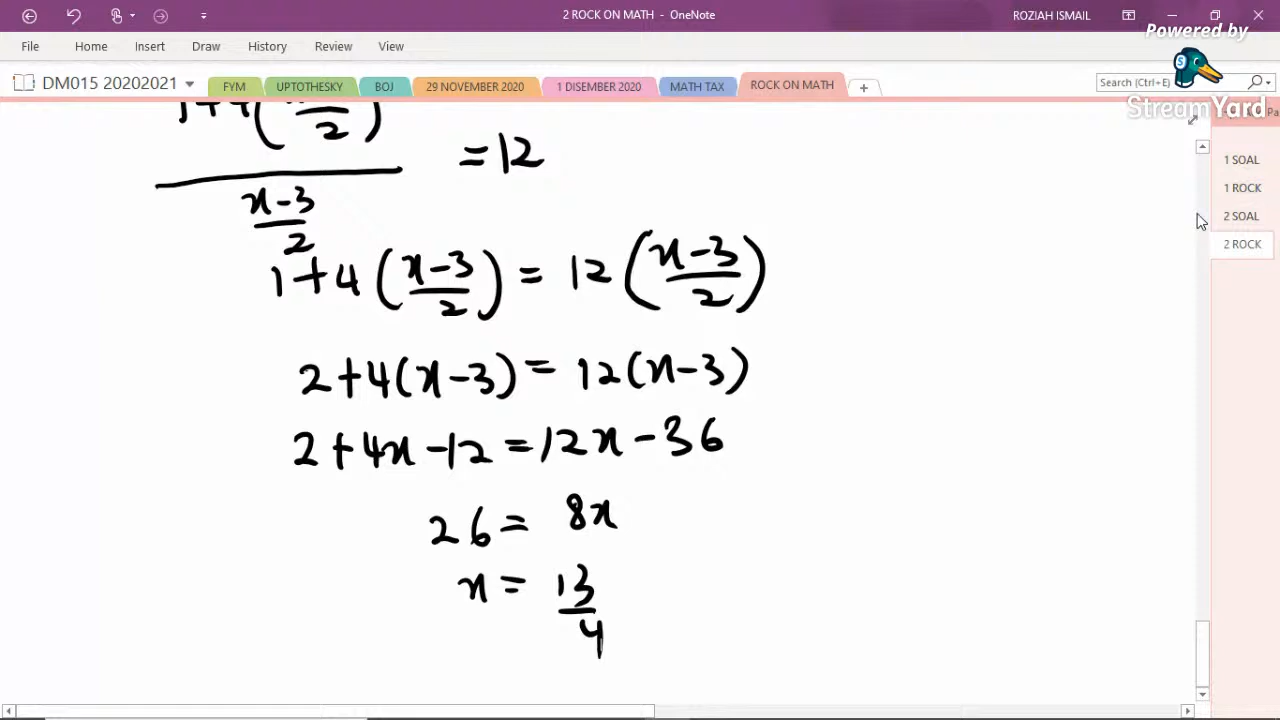 2 ROCK ON MATH - OneNote
ROZIAH ISMAIL
Powered by
StreamYard
File Home Insert Draw History Review View
DM015 20202021
FYM UPTOTHESKY BOJ 29 NOVEMBER 2020 1 DISEMBER 2020 MATH TAX ROCK ON MATH +
Search (Ctrl+E)
1 SOAL
1 ROCK
2 SOAL
2 ROCK
1+4( /2) / (x-3)/2 = 12
1+4((x-3)/2) = 12((x-3)/2)
2+4(x-3) = 12(x-3)
2+4x-12 = 12x-36
26 = 8x
x = 13/4